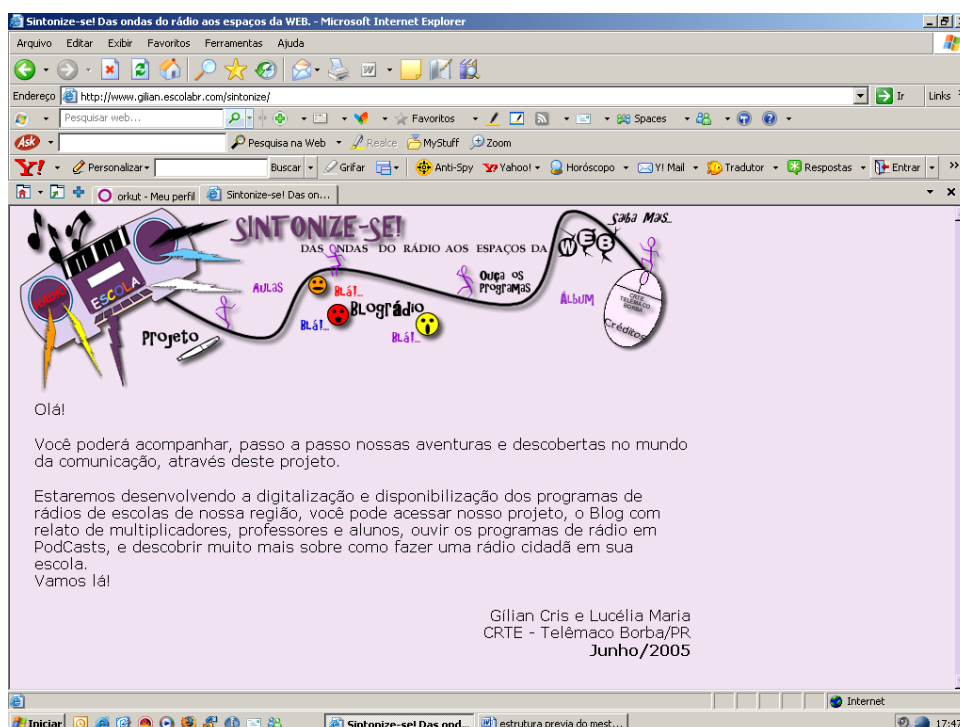 Sintonize-se! Das ondas do rádio aos espaços da WEB. - Microsoft Internet Explorer
Arquivo Editar Exibir Favoritos Ferramentas Ajuda
Endereço http://www.gilian.escolabr.com/sintonize/ Ir Links
Pesquisar web... Favoritos Spaces
Ask Pesquisa na Web Realce MyStuff Zoom
Y! Personalizar Buscar Grifar Anti-Spy Yahoo! Horóscopo Y! Mail Tradutor Respostas Entrar
orkut - Meu perfil Sintonize-se! Das on...
SINTONIZE-SE!
DAS ONDAS DO RÁDIO AOS ESPAÇOS DA WEB
Saba Mas...
RÁDIO ESCOLA
Projeto
AULAS
BLá!...
BLá!...
BLográdio
BLá!...
Ouça os Programas
ÁLbUM
CRTE TELÊMACO BORBA
Créditos
Olá!
Você poderá acompanhar, passo a passo nossas aventuras e descobertas no mundo
da comunicação, através deste projeto.
Estaremos desenvolvendo a digitalização e disponibilização dos programas de
rádios de escolas de nossa região, você pode acessar nosso projeto, o Blog com
relato de multiplicadores, professores e alunos, ouvir os programas de rádio em
PodCasts, e descobrir muito mais sobre como fazer uma rádio cidadã em sua
escola.
Vamos lá!
Gílian Cris e Lucélia Maria
CRTE - Telêmaco Borba/PR
Junho/2005
Internet
Iniciar Sintonize-se! Das ond... estrutura previa do mest... 17:47